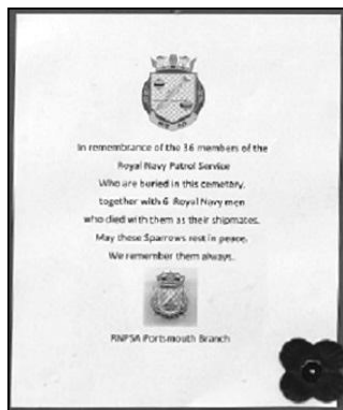 In remembrance of the 36 members of the
Royal Navy Patrol Service
Who are buried in this cemetery,
together with 6 Royal Navy men
who died with them as their shipmates.
May these Sparrows rest in peace.
We remember them always.
RNPSA Portsmouth Branch